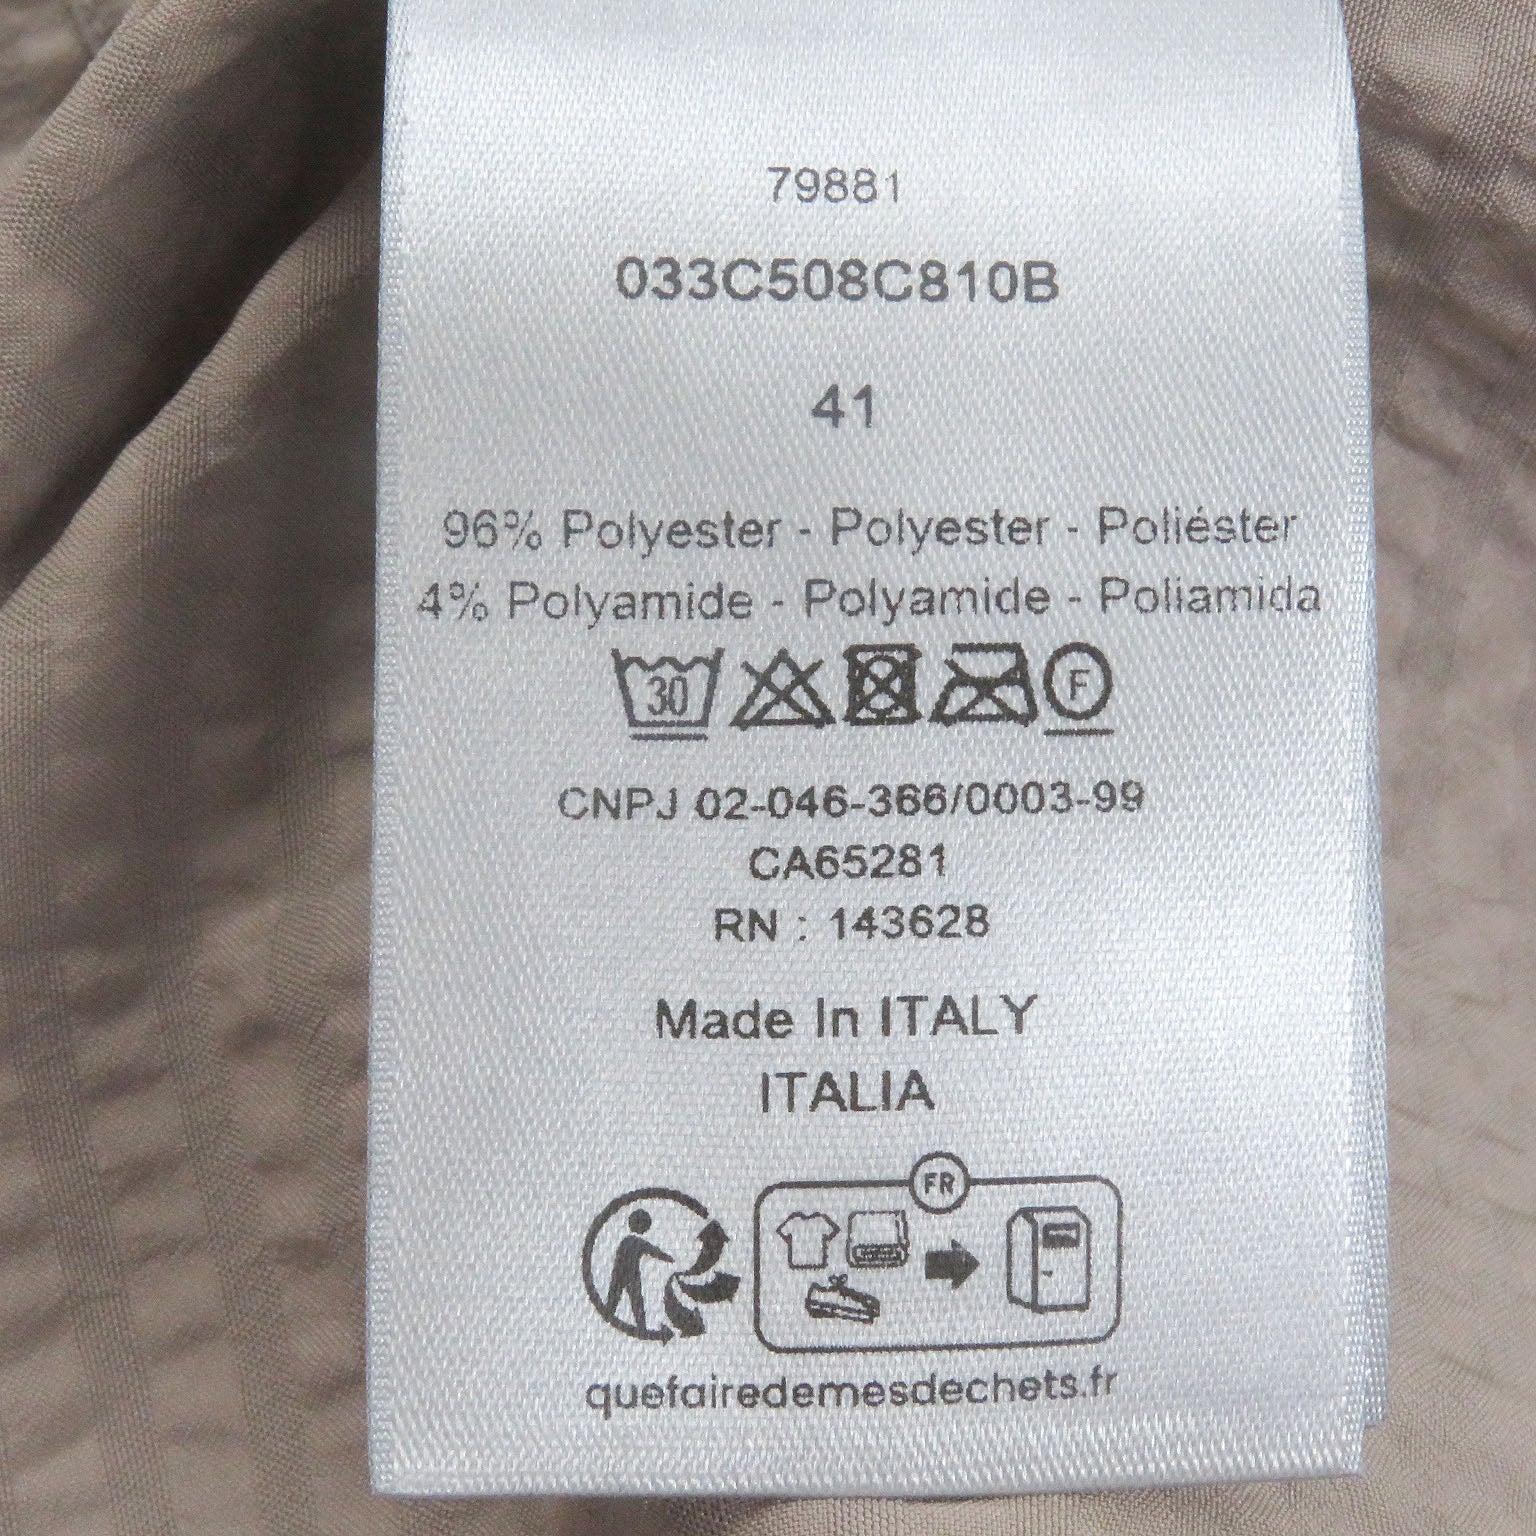 79881
033C508C810B
41
96% Polyester - Polyester - Poliéster
4% Polyamide - Polyamide - Poliamida
30 F
CNPJ 02-046-366/0003-99
CA65281
RN : 143628
Made In ITALY
ITALIA
FR
quefairedemesdechets.fr